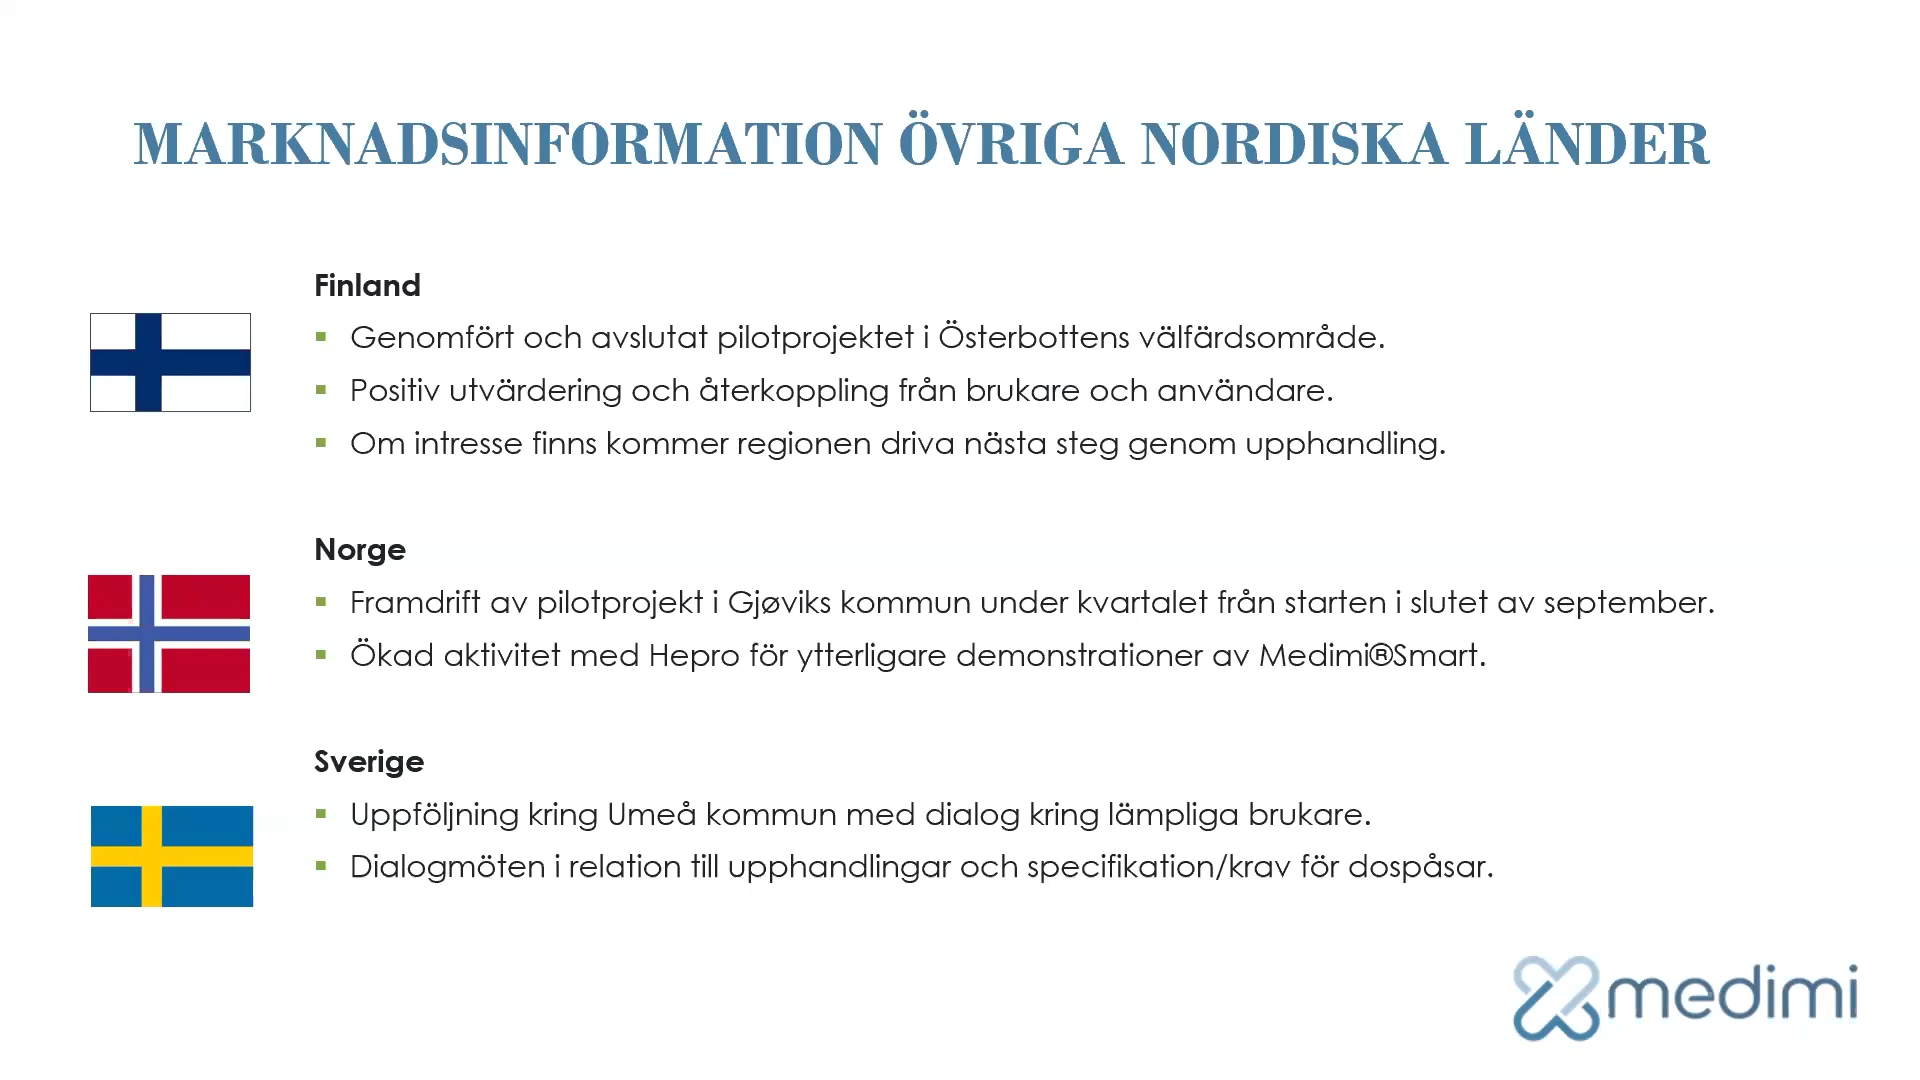 MARKNADSINFORMATION ÖVRIGA NORDISKA LÄNDER
Finland
▪ Genomfört och avslutat pilotprojektet i Österbottens välfärdsområde.
▪ Positiv utvärdering och återkoppling från brukare och användare.
▪ Om intresse finns kommer regionen driva nästa steg genom upphandling.
Norge
▪ Framdrift av pilotprojekt i Gjøviks kommun under kvartalet från starten i slutet av september.
▪ Ökad aktivitet med Hepro för ytterligare demonstrationer av Medimi®Smart.
Sverige
▪ Uppföljning kring Umeå kommun med dialog kring lämpliga brukare.
▪ Dialogmöten i relation till upphandlingar och specifikation/krav för dospåsar.
medimi